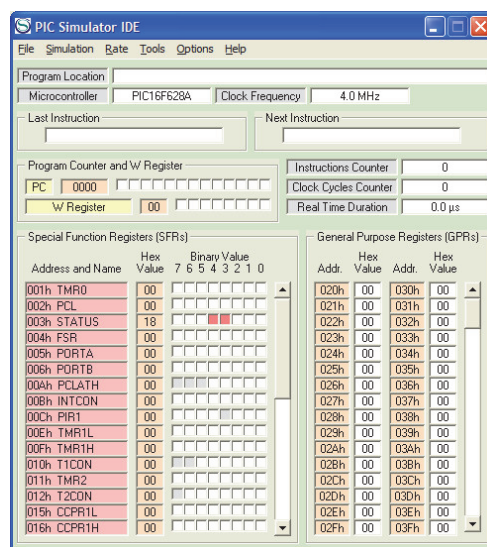 PIC Simulator IDE
File Simulation Rate Tools Options Help
Program Location
Microcontroller PIC16F628A Clock Frequency 4.0 MHz
Last Instruction Next Instruction
Program Counter and W Register Instructions Counter 0
PC 0000 Clock Cycles Counter 0
W Register 00 Real Time Duration 0.0 µs
Special Function Registers (SFRs) General Purpose Registers (GPRs)
Hex Binary Value Hex Hex
Address and Name Value 7 6 5 4 3 2 1 0 Addr. Value Addr. Value
001h TMR0 00 020h 00 030h 00
002h PCL 00 021h 00 031h 00
003h STATUS 18 022h 00 032h 00
004h FSR 00 023h 00 033h 00
005h PORTA 00 024h 00 034h 00
006h PORTB 00 025h 00 035h 00
00Ah PCLATH 00 026h 00 036h 00
00Bh INTCON 00 027h 00 037h 00
00Ch PIR1 00 028h 00 038h 00
00Eh TMR1L 00 029h 00 039h 00
00Fh TMR1H 00 02Ah 00 03Ah 00
010h T1CON 00 02Bh 00 03Bh 00
011h TMR2 00 02Ch 00 03Ch 00
012h T2CON 00 02Dh 00 03Dh 00
015h CCPR1L 00 02Eh 00 03Eh 00
016h CCPR1H 00 02Fh 00 03Fh 00